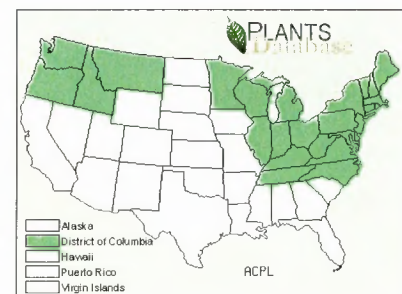 PLANTS
Database
Alaska
District of Columbia
Hawaii
Puerto Rico
Virgin Islands
ACPL